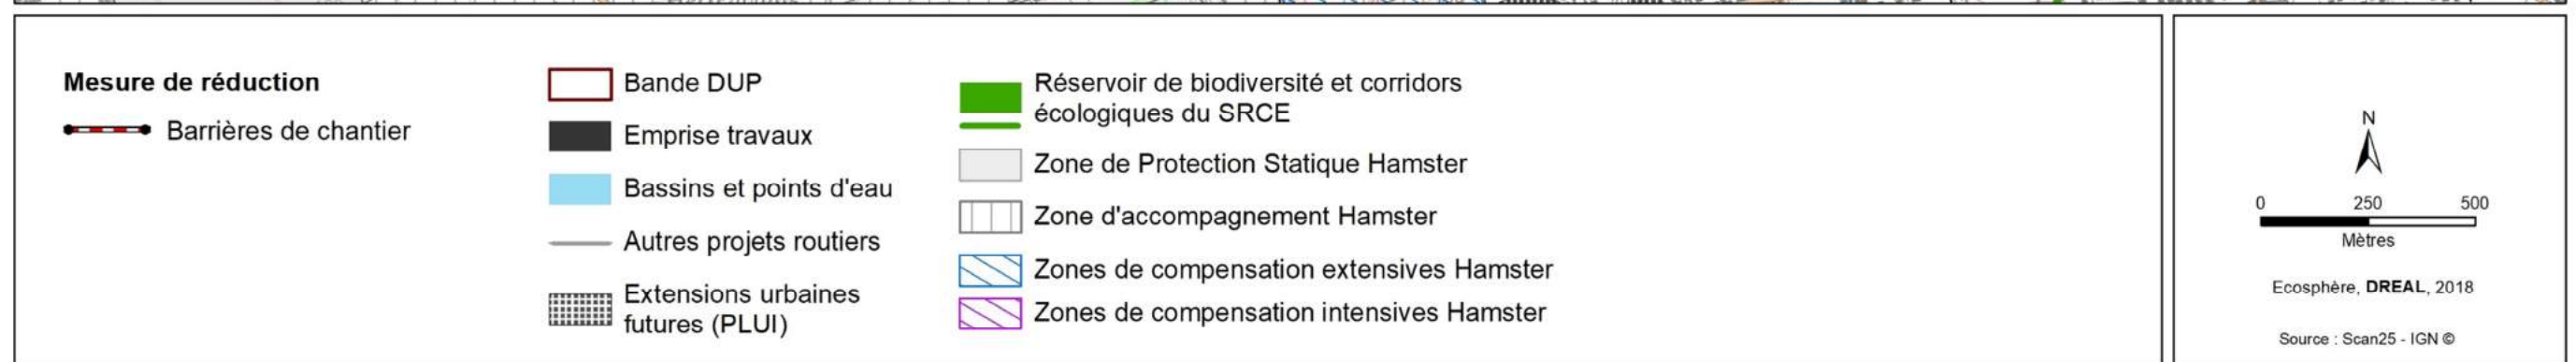 Mesure de réduction
Barrières de chantier
Bande DUP
Emprise travaux
Bassins et points d'eau
Autres projets routiers
Extensions urbaines
futures (PLUI)
Réservoir de biodiversité et corridors
écologiques du SRCE
Zone de Protection Statique Hamster
Zone d'accompagnement Hamster
Zones de compensation extensives Hamster
Zones de compensation intensives Hamster
N
0 250 500
Mètres
Ecosphère, DREAL, 2018
Source : Scan25 - IGN ©